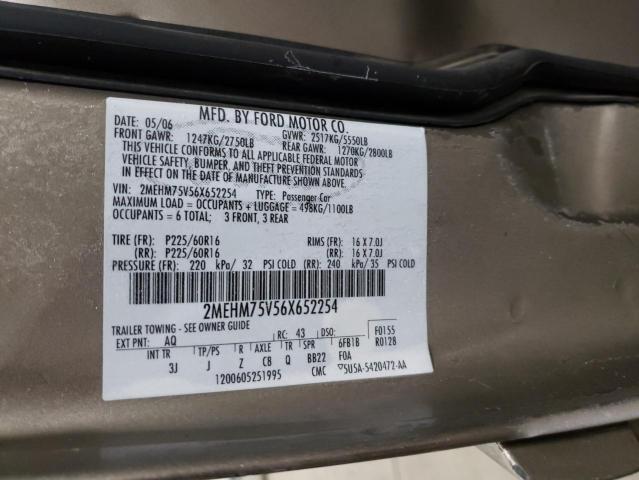 MFD. BY FORD MOTOR CO.
DATE: 05/06 GVWR: 2517KG/5550LB
FRONT GAWR: 1247KG/2750LB REAR GAWR: 1270KG/2800LB
THIS VEHICLE CONFORMS TO ALL APPLICABLE FEDERAL MOTOR
VEHICLE SAFETY, BUMPER, AND THEFT PREVENTION STANDARDS
IN EFFECT ON THE DATE OF MANUFACTURE SHOWN ABOVE.
VIN: 2MEHM75V56X652254 TYPE: Passenger Car
MAXIMUM LOAD = OCCUPANTS + LUGGAGE = 498KG/1100LB
OCCUPANTS = 6 TOTAL; 3 FRONT, 3 REAR
TIRE (FR): P225/60R16 RIMS (FR): 16 X 7.0J
(RR): P225/60R16 (RR): 16 X 7.0J
PRESSURE (FR): 220 kPa/ 32 PSI COLD (RR): 240 kPa/35 PSI COLD
2MEHM75V56X652254
TRAILER TOWING - SEE OWNER GUIDE
EXT PNT: AQ RC: 43 DSO: F0155
INT TR TP/PS R AXLE TR SPR 6FB1B R0128
3J J Z C8 Q BB22 FOA
1200605251995 CMC 5U5A-5420472-AA